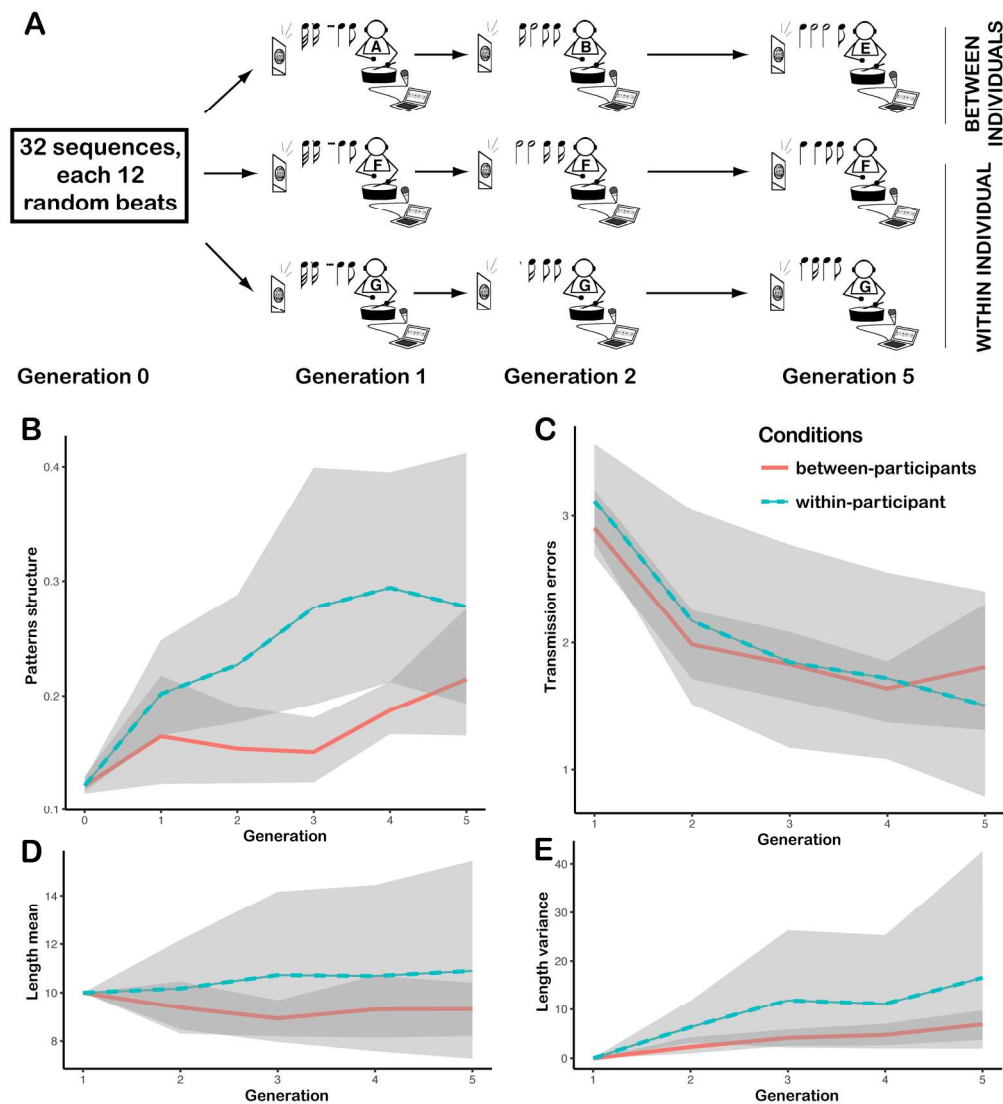 A
32 sequences,
each 12
random beats
A
B
E
F
F
F
G
G
G
BETWEEN
INDIVIDUALS
WITHIN INDIVIDUAL
Generation 0
Generation 1
Generation 2
Generation 5
B
Patterns structure
0.4
0.3
0.2
0.1
0
1
2
3
4
5
Generation
C
Conditions
between-participants
within-participant
Transmission errors
3
2
1
1
2
3
4
5
Generation
D
Length mean
14
12
10
8
1
2
3
4
5
Generation
E
Length variance
40
30
20
10
0
1
2
3
4
5
Generation